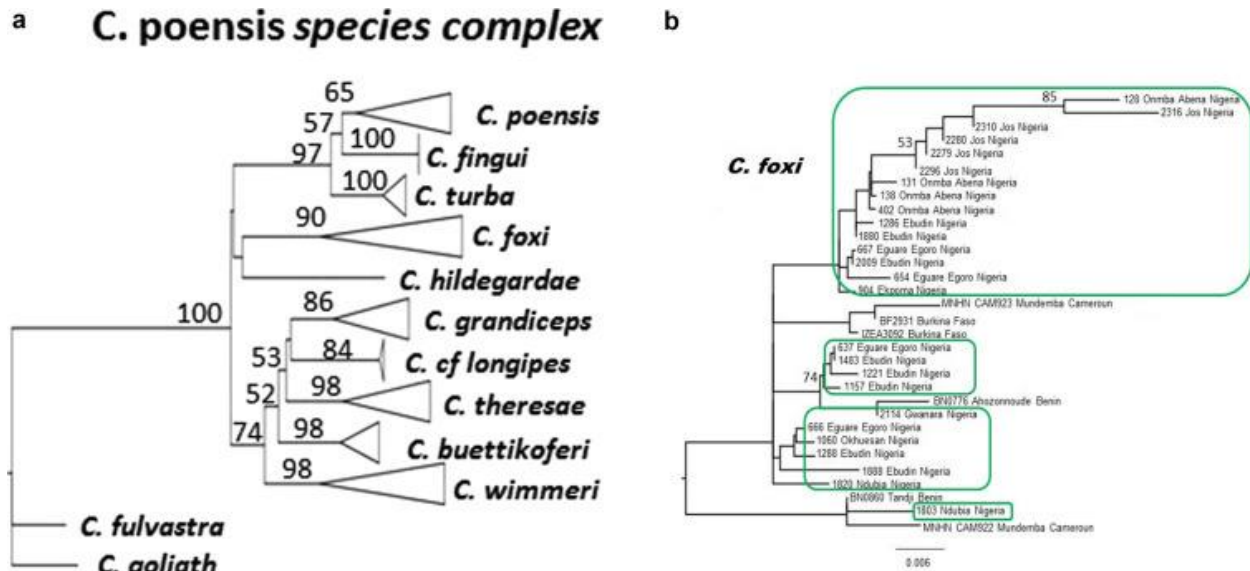 a
C. poensis species complex
65
C. poensis
57
100
C. fingui
97
100
C. turba
90
C. foxi
C. hildegardae
100
86
C. grandiceps
53
84
C. cf longipes
52
98
C. theresae
74
98
C. buettikoferi
98
C. wimmeri
C. fulvastra
C. goliath
b
85
128 Onmba Abena Nigeria
2316 Jos Nigeria
2310 Jos Nigeria
53
2280 Jos Nigeria
2279 Jos Nigeria
C. foxi
2296 Jos Nigeria
131 Onmba Abena Nigeria
138 Onmba Abena Nigeria
402 Onmba Abena Nigeria
1286 Ebudin Nigeria
1880 Ebudin Nigeria
667 Eguare Egoro Nigeria
2009 Ebudin Nigeria
654 Eguare Egoro Nigeria
904 Ekpoma Nigeria
MNHN CAM923 Mundemba Cameroun
BF2931 Burkina Faso
IZEA3092 Burkina Faso
637 Eguare Egoro Nigeria
1483 Ebudin Nigeria
74
1221 Ebudin Nigeria
1157 Ebudin Nigeria
BN0776 Ahozonnoude Benin
2114 Gwanara Nigeria
666 Eguare Egoro Nigeria
1060 Okhuesan Nigeria
1288 Ebudin Nigeria
1888 Ebudin Nigeria
1820 Ndubia Nigeria
BN0860 Tandji Benin
1803 Ndubia Nigeria
MNHN CAM922 Mundemba Cameroun
0.006